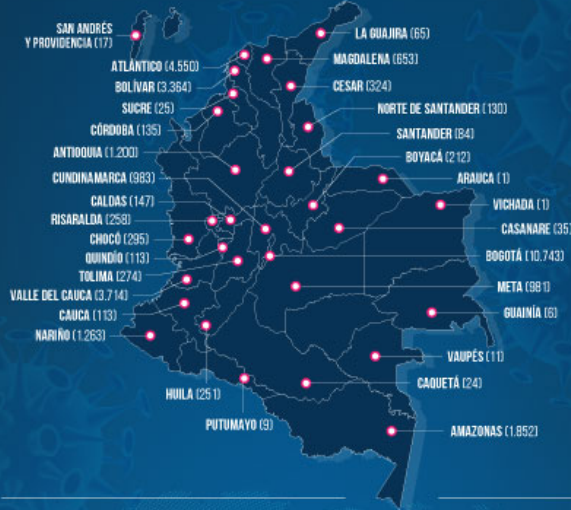 SAN ANDRÉS
Y PROVIDENCIA (17)
ATLÁNTICO (4.550)
BOLÍVAR (3.364)
SUCRE (25)
CÓRDOBA (135)
ANTIOQUIA (1.200)
CUNDINAMARCA (983)
CALDAS (147)
RISARALDA (258)
CHOCÓ (295)
QUINDÍO (113)
TOLIMA (274)
VALLE DEL CAUCA (3.714)
CAUCA (113)
NARIÑO (1.263)
HUILA (251)
PUTUMAYO (9)
LA GUAJIRA (65)
MAGDALENA (653)
CESAR (324)
NORTE DE SANTANDER (130)
SANTANDER (84)
BOYACÁ (212)
ARAUCA (1)
VICHADA (1)
CASANARE (35)
BOGOTÁ (10.743)
META (981)
GUAINÍA (6)
VAUPÉS (11)
CAQUETÁ (24)
AMAZONAS (1.852)